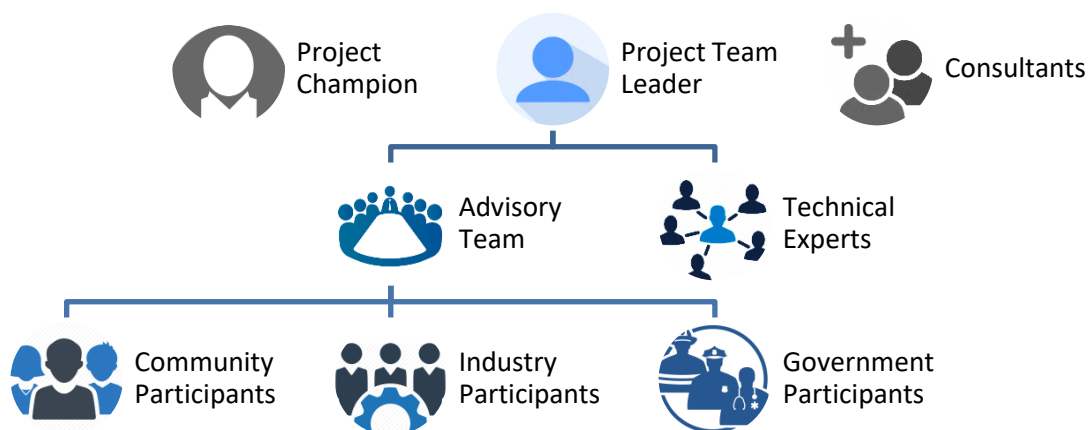 Project
Champion
Project Team
Leader
Consultants
Advisory
Team
Technical
Experts
Community
Participants
Industry
Participants
Government
Participants